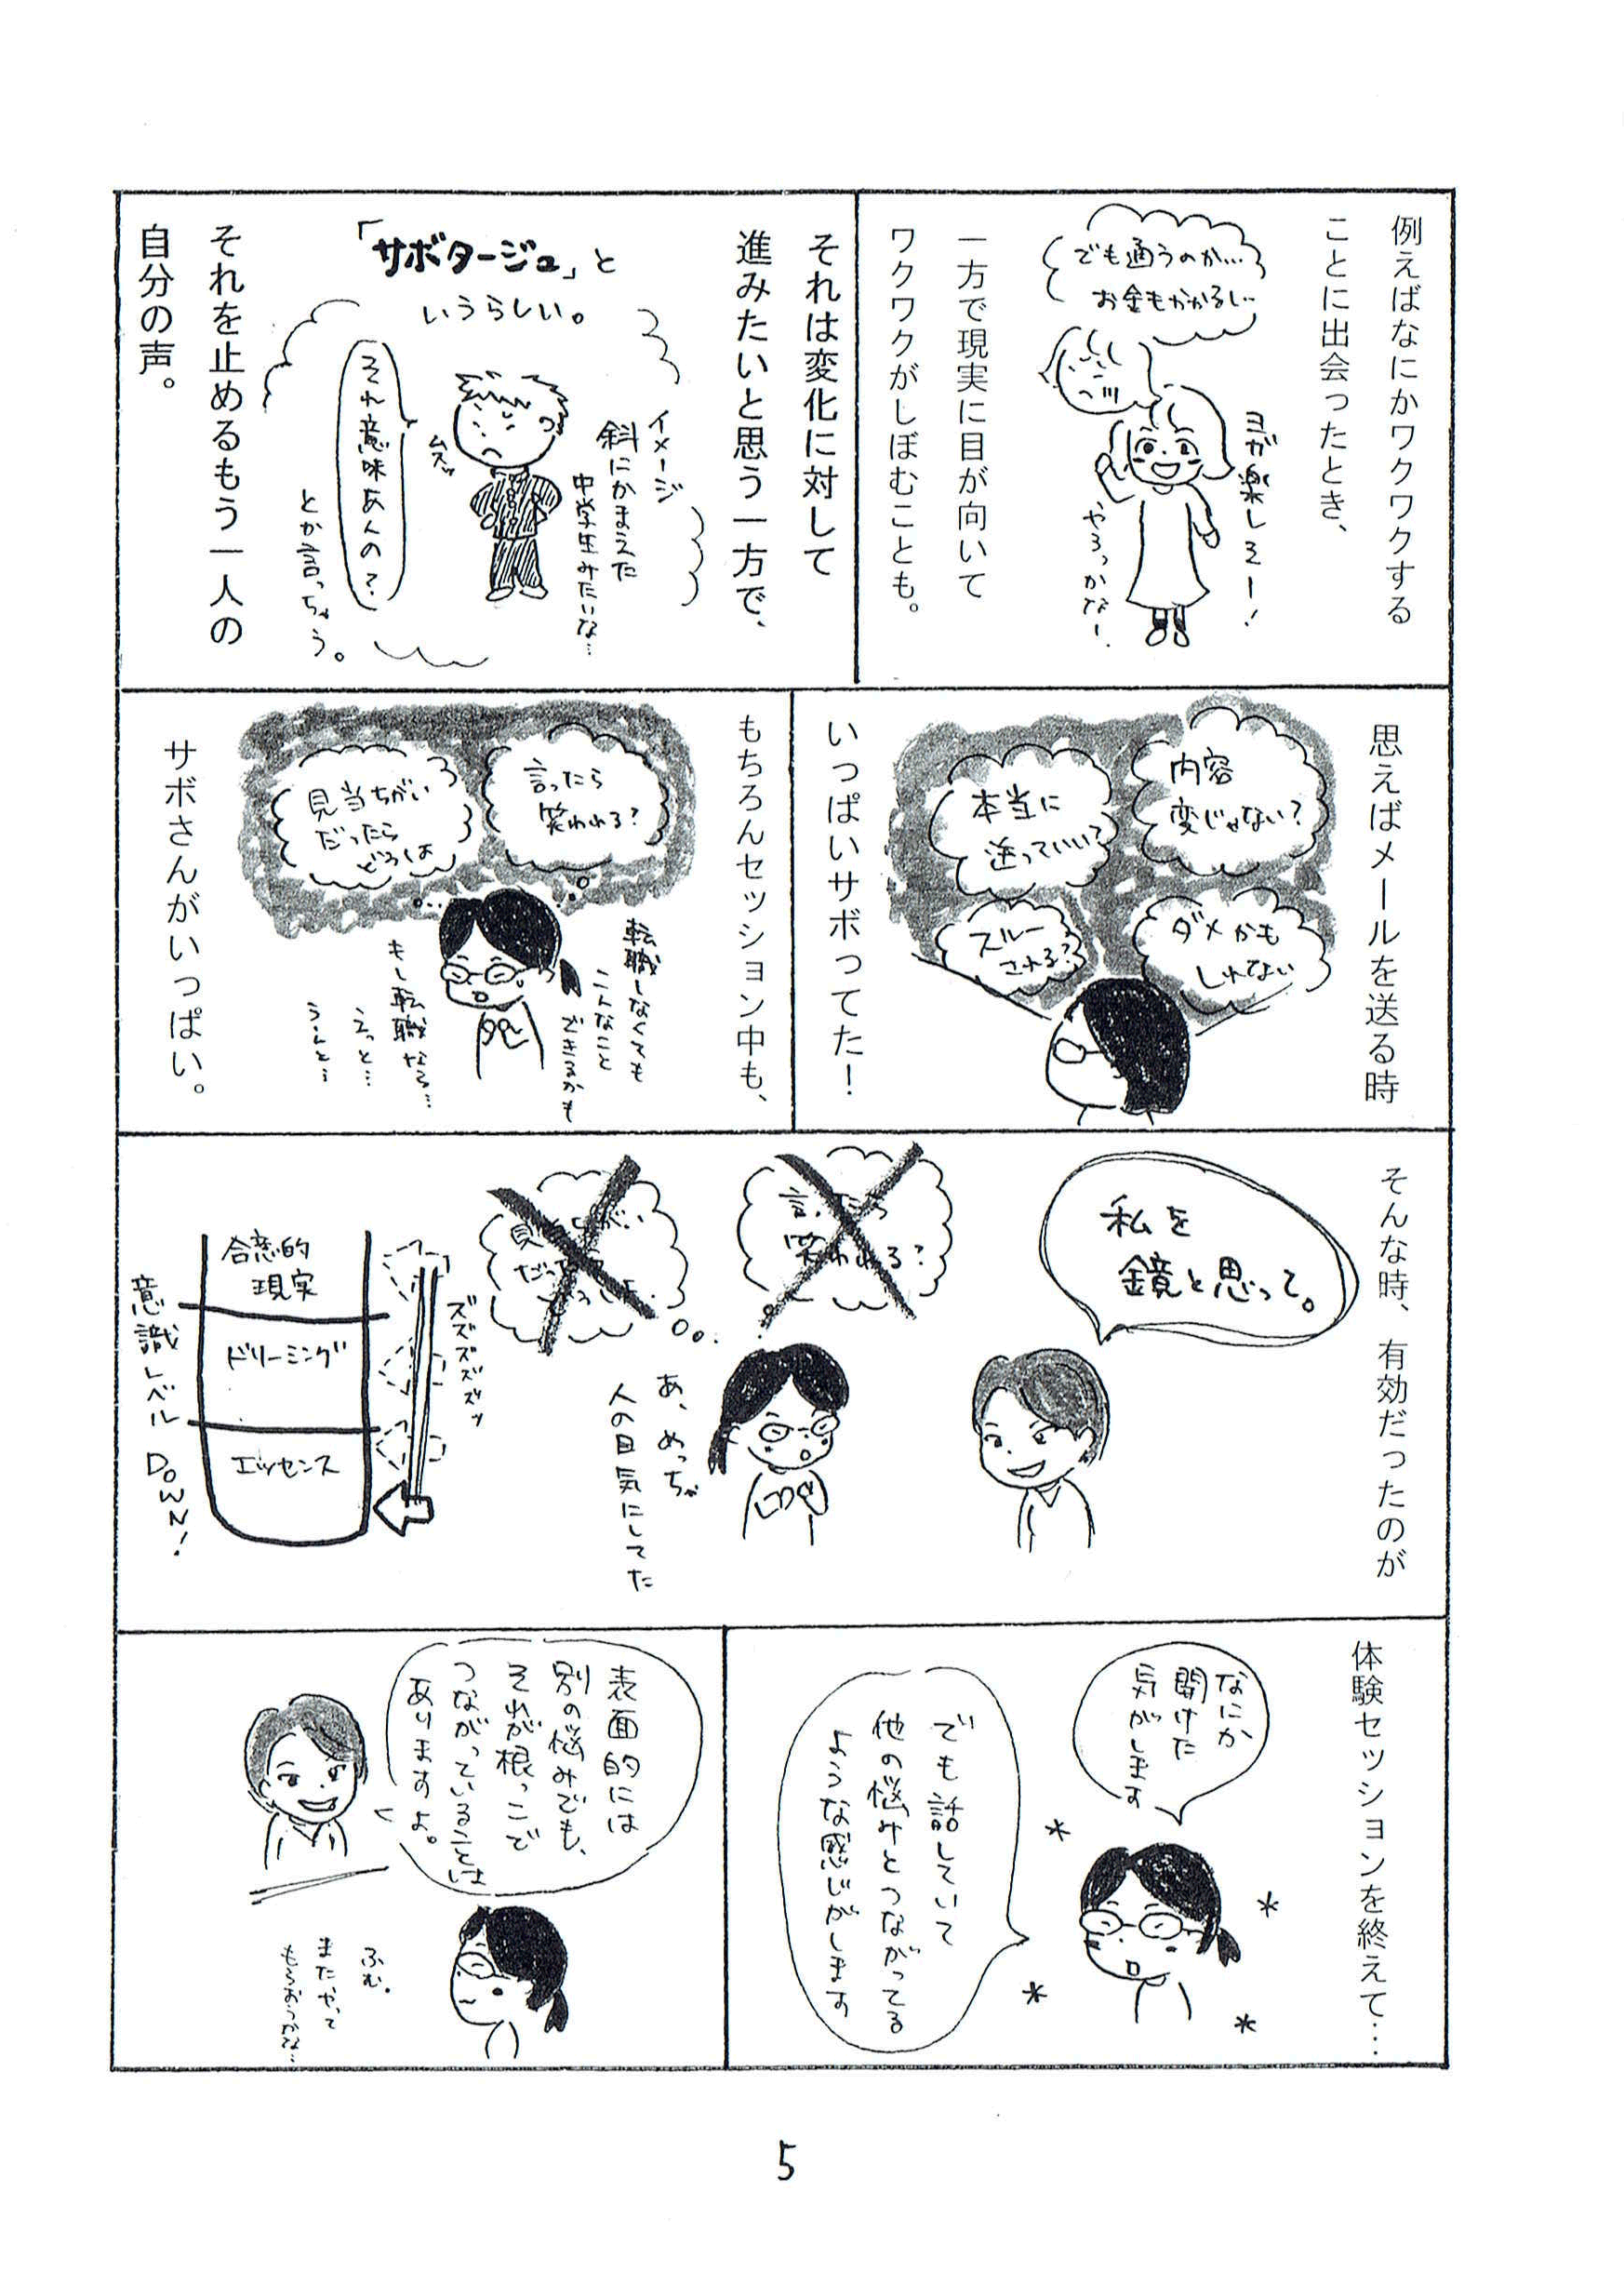 例えばなにかワクワクする
ことに出会ったとき、
でも通うのか…
お金もかかるし…
ヨガ楽しそー！
やろっかなー。
一方で現実に目が向いて
ワクワクがしぼむことも。
それは変化に対して
進みたいと思う一方で、
「サボタージュ」と
いうらしい。
イメージ
斜にかまえた
中学生みたいな…
ムスッ
それ意味あんの？
とか言っちゃう。
それを止めるもう一人の
自分の声。
思えばメールを送る時
内容
変じゃない？
本当に
送っていい？
ダメかも
しれない
スルー
される？
いっぱいサボってた！
もちろんセッション中も、
言ったら
笑われる？
見当ちがい
だったら
どうしよ
転職しなくても
こんなこと
できるかも
もし転職なら…
えっと…
うーんと…
サボさんがいっぱい。
そんな時、有効だったのが
私を
鏡と思って。
言ったら
笑われる？
見当ちがい
だったら
あ、めっちゃ
人の目気にしてた
ズズズズズッ
合意的
現実
ドリーミング
エッセンス
意識レベル DOWN！
体験セッションを終えて…
なにか
開けた
気がします
でも話していて
他の悩みとつながってる
ような感じがします
表面的には
別の悩みでも、
それが根っこで
つながっていることは
ありますよ。
ふむ。
またやって
もらおうかな…
5